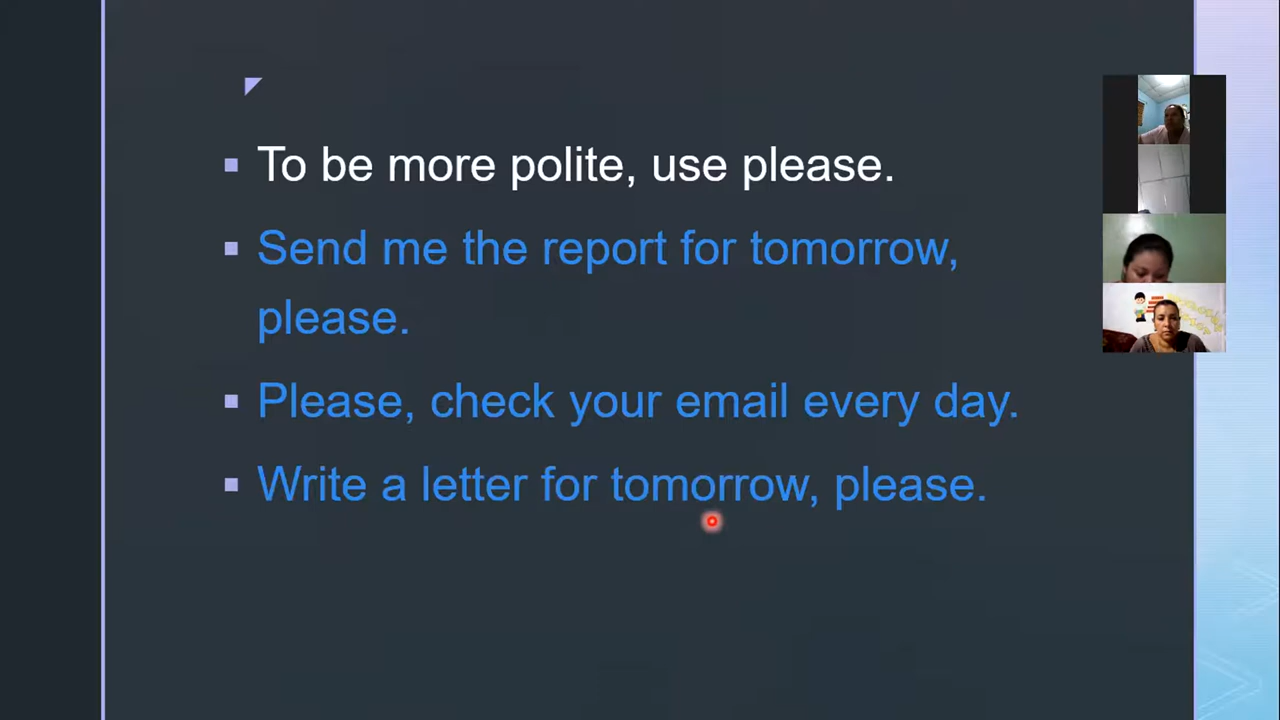 To be more polite, use please.
Send me the report for tomorrow,
please.
Please, check your email every day.
Write a letter for tomorrow, please.